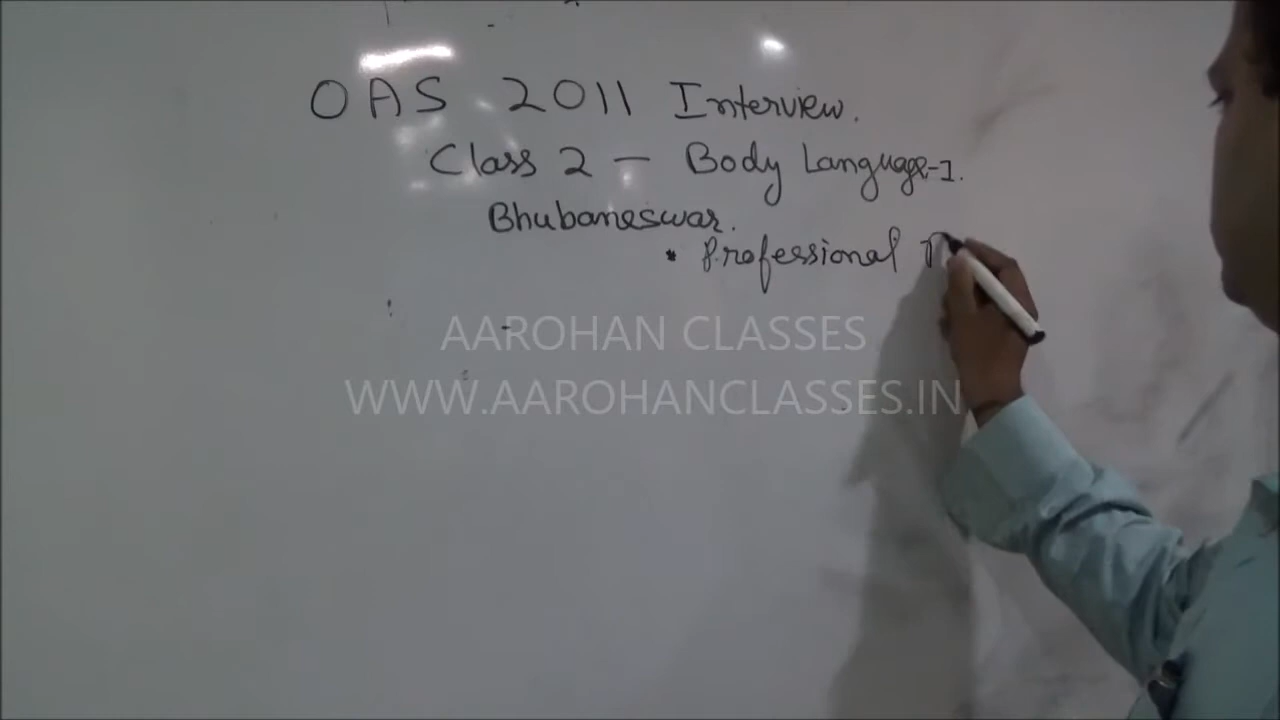 OAS 2011 Interview.
Class 2 — Body Language-1.
Bhubaneswar.
* Professional
AAROHAN CLASSES
WWW.AAROHANCLASSES.IN